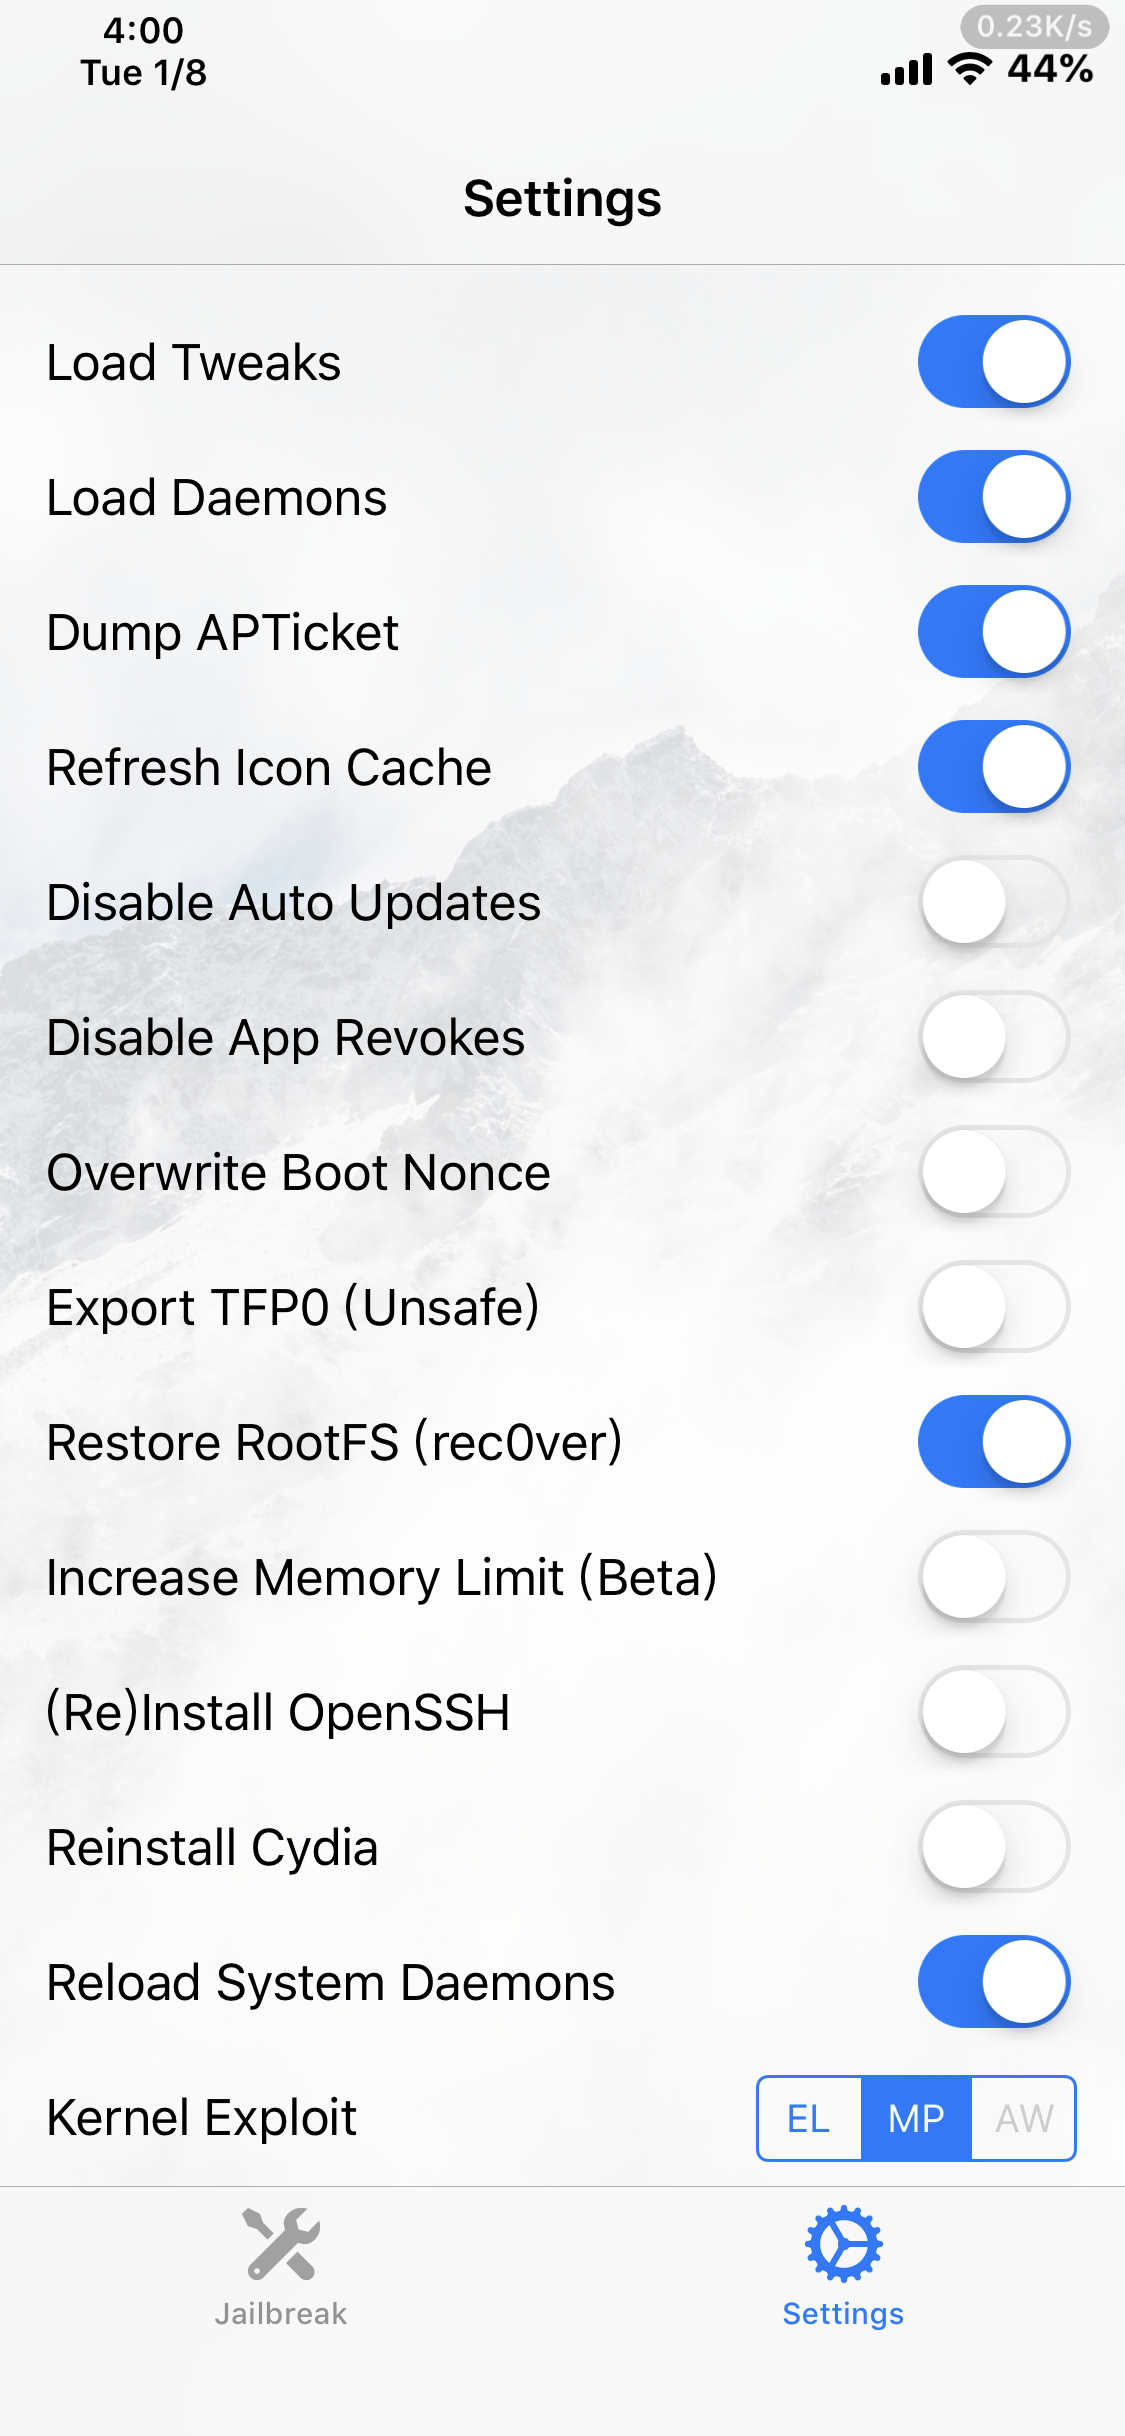 4:00
0.23K/s
Tue 1/8
44%
Settings
Load Tweaks
Load Daemons
Dump APTicket
Refresh Icon Cache
Disable Auto Updates
Disable App Revokes
Overwrite Boot Nonce
Export TFP0 (Unsafe)
Restore RootFS (rec0ver)
Increase Memory Limit (Beta)
(Re)Install OpenSSH
Reinstall Cydia
Reload System Daemons
Kernel Exploit EL MP AW
Jailbreak Settings